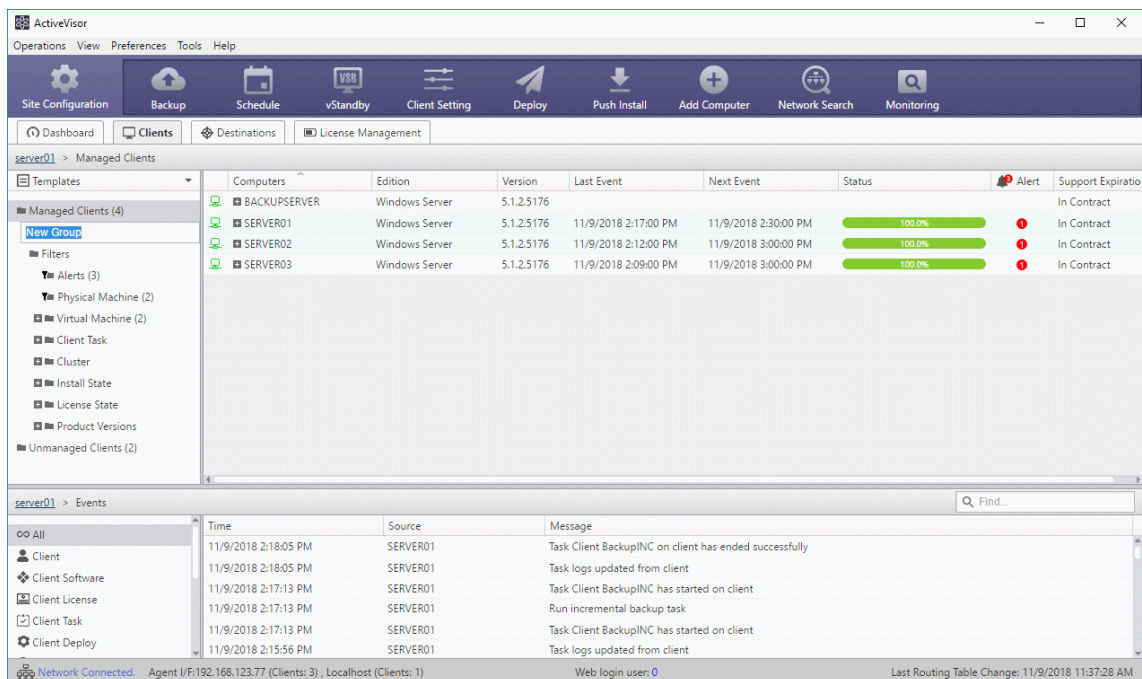 ActiveVisor
Operations View Preferences Tools Help
VSR
Site Configuration Backup Schedule vStandby Client Setting Deploy Push Install Add Computer Network Search Monitoring
Dashboard Clients Destinations License Management
server01 > Managed Clients
Templates Computers Edition Version Last Event Next Event Status 3 Alert Support Expiratio
BACKUPSERVER Windows Server 5.1.2.5176 In Contract
Managed Clients (4)
SERVER01 Windows Server 5.1.2.5176 11/9/2018 2:17:00 PM 11/9/2018 2:30:00 PM 100.0% 1 In Contract
New Group
SERVER02 Windows Server 5.1.2.5176 11/9/2018 2:12:00 PM 11/9/2018 3:00:00 PM 100.0% 1 In Contract
Filters
SERVER03 Windows Server 5.1.2.5176 11/9/2018 2:09:00 PM 11/9/2018 3:00:00 PM 100.0% 1 In Contract
Alerts (3)
Physical Machine (2)
Virtual Machine (2)
Client Task
Cluster
Install State
License State
Product Versions
Unmanaged Clients (2)
server01 > Events Find...
All
Client
Client Software
Client License
Client Task
Client Deploy
Time Source Message
11/9/2018 2:18:05 PM SERVER01 Task Client BackupINC on client has ended successfully
11/9/2018 2:18:05 PM SERVER01 Task logs updated from client
11/9/2018 2:17:13 PM SERVER01 Task Client BackupINC has started on client
11/9/2018 2:17:13 PM SERVER01 Run incremental backup task
11/9/2018 2:17:13 PM SERVER01 Task Client BackupINC has started on client
11/9/2018 2:15:56 PM SERVER01 Task logs updated from client
Network Connected. Agent I/F:192.168.123.77 (Clients: 3) , Localhost (Clients: 1) Web login user: 0 Last Routing Table Change: 11/9/2018 11:37:28 AM